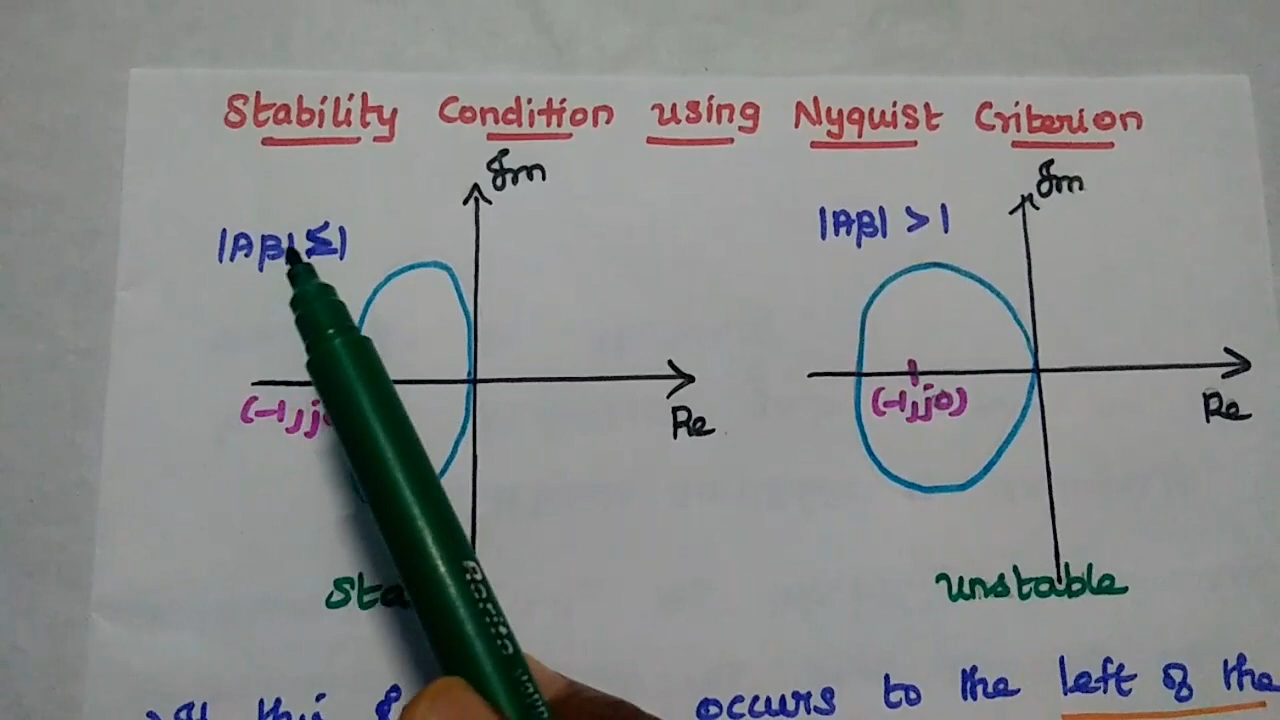 Stability Condition using Nyquist Criterion
Im
Im
|Aβ| ≤ 1
|Aβ| > 1
(-1,j0)
Re
Re
unstable
occurs to the left of the